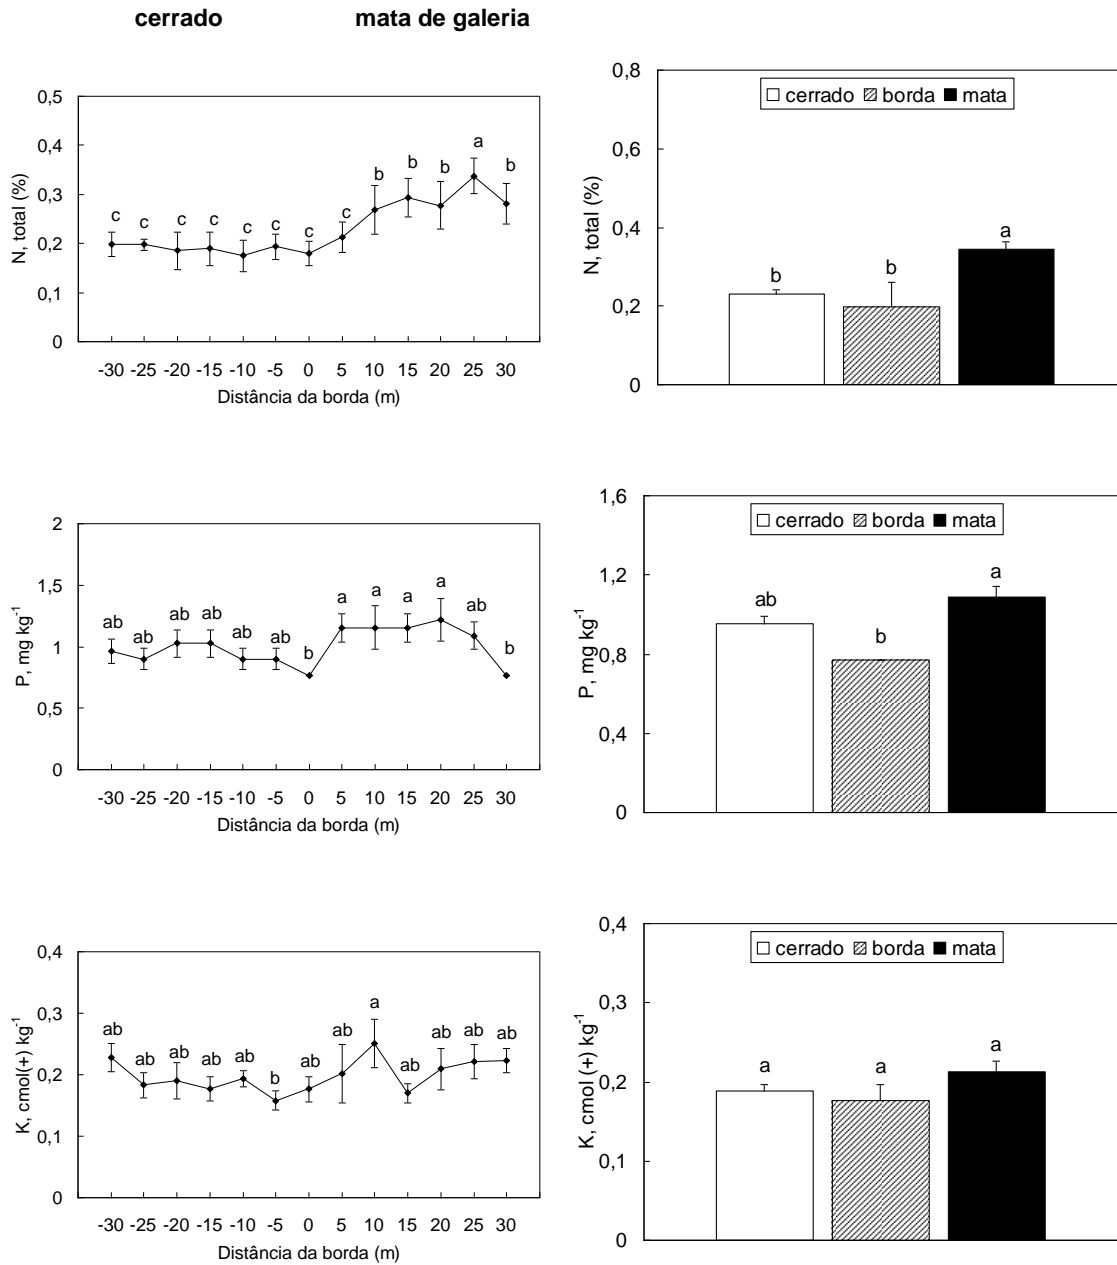 cerrado mata de galeria
0,5
0,4
0,3
0,2
0,1
0
N, total (%)
c c c c c c c c b b b a b
-30 -25 -20 -15 -10 -5 0 5 10 15 20 25 30
Distância da borda (m)
0,8
0,6
0,4
0,2
0
N, total (%)
cerrado borda mata
b b a
2
1,5
1
0,5
0
P, mg kg-1
ab ab ab ab ab ab b a a a a ab b
-30 -25 -20 -15 -10 -5 0 5 10 15 20 25 30
Distância da borda (m)
1,6
1,2
0,8
0,4
0
P, mg kg-1
cerrado borda mata
ab b a
0,4
0,3
0,2
0,1
0
K, cmol(+) kg-1
ab ab ab ab ab b ab ab a ab ab ab ab
-30 -25 -20 -15 -10 -5 0 5 10 15 20 25 30
Distância da borda (m)
0,4
0,3
0,2
0,1
0
K, cmol (+) kg-1
cerrado borda mata
a a a